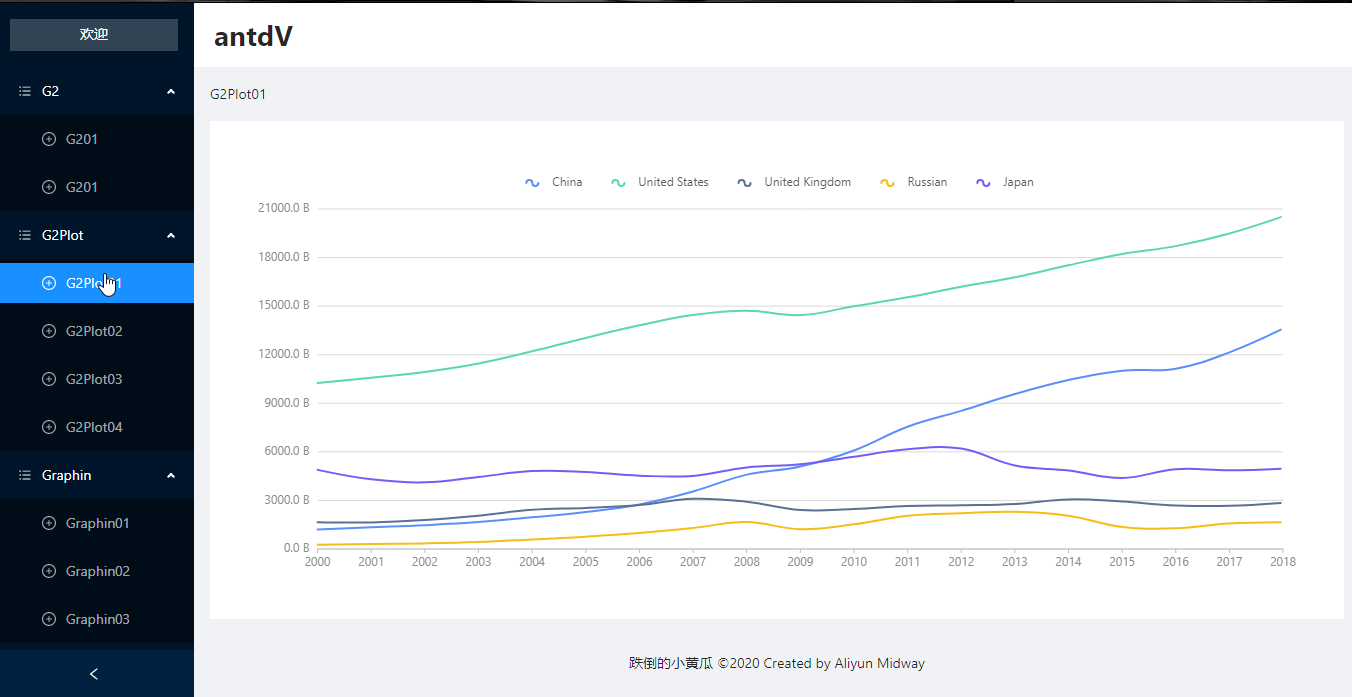 欢迎
G2
G201
G201
G2Plot
G2Plot01
G2Plot02
G2Plot03
G2Plot04
Graphin
Graphin01
Graphin02
Graphin03
antdV
G2Plot01
China United States United Kingdom Russian Japan
21000.0 B
18000.0 B
15000.0 B
12000.0 B
9000.0 B
6000.0 B
3000.0 B
0.0 B
2000 2001 2002 2003 2004 2005 2006 2007 2008 2009 2010 2011 2012 2013 2014 2015 2016 2017 2018
跌倒的小黄瓜 ©2020 Created by Aliyun Midway